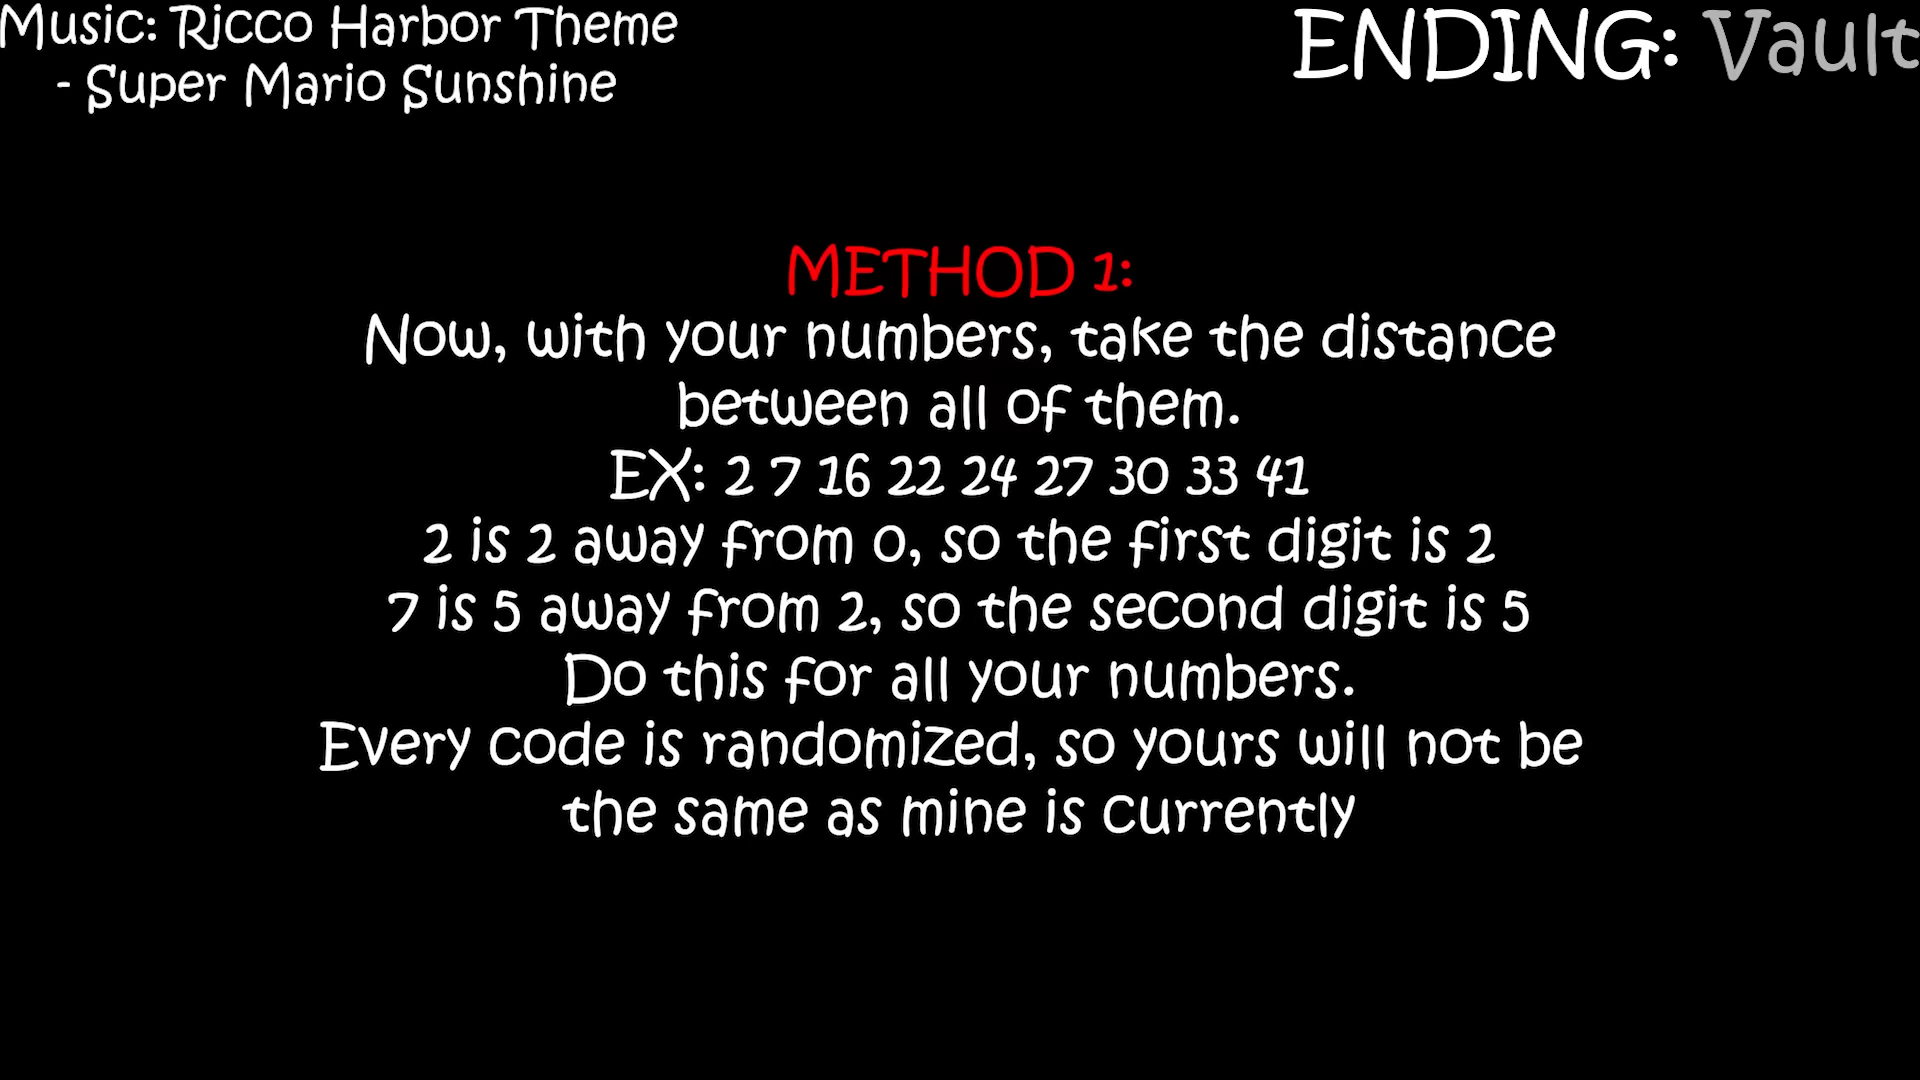 Music: Ricco Harbor Theme
- Super Mario Sunshine
ENDING: Vault
METHOD 1:
Now, with your numbers, take the distance
between all of them.
EX: 2 7 16 22 24 27 30 33 41
2 is 2 away from 0, so the first digit is 2
7 is 5 away from 2, so the second digit is 5
Do this for all your numbers.
Every code is randomized, so yours will not be
the same as mine is currently